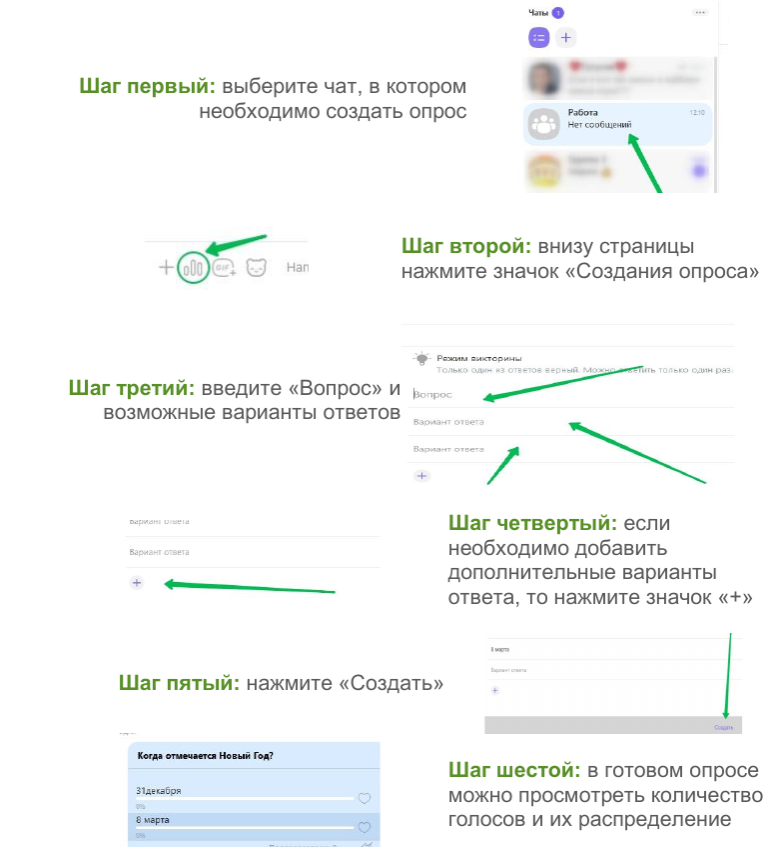 Чаты 1
Шаг первый: выберите чат, в котором
необходимо создать опрос
Работа
12:10
Нет сообщений
GIF
Нап
Шаг второй: внизу страницы
нажмите значок «Создания опроса»
Режим викторины
Только один из ответов верный. Можно ответить только один раз.
Шаг третий: введите «Вопрос» и
возможные варианты ответов
Вопрос
Вариант ответа
Вариант ответа
+
Вариант ответа
Вариант ответа
+
Шаг четвертый: если
необходимо добавить
дополнительные варианты
ответа, то нажмите значок «+»
8 марта
Вариант ответа
+
Создать
Шаг пятый: нажмите «Создать»
Когда отмечается Новый Год?
31декабря
0%
8 марта
0%
Шаг шестой: в готовом опросе
можно просмотреть количество
голосов и их распределение